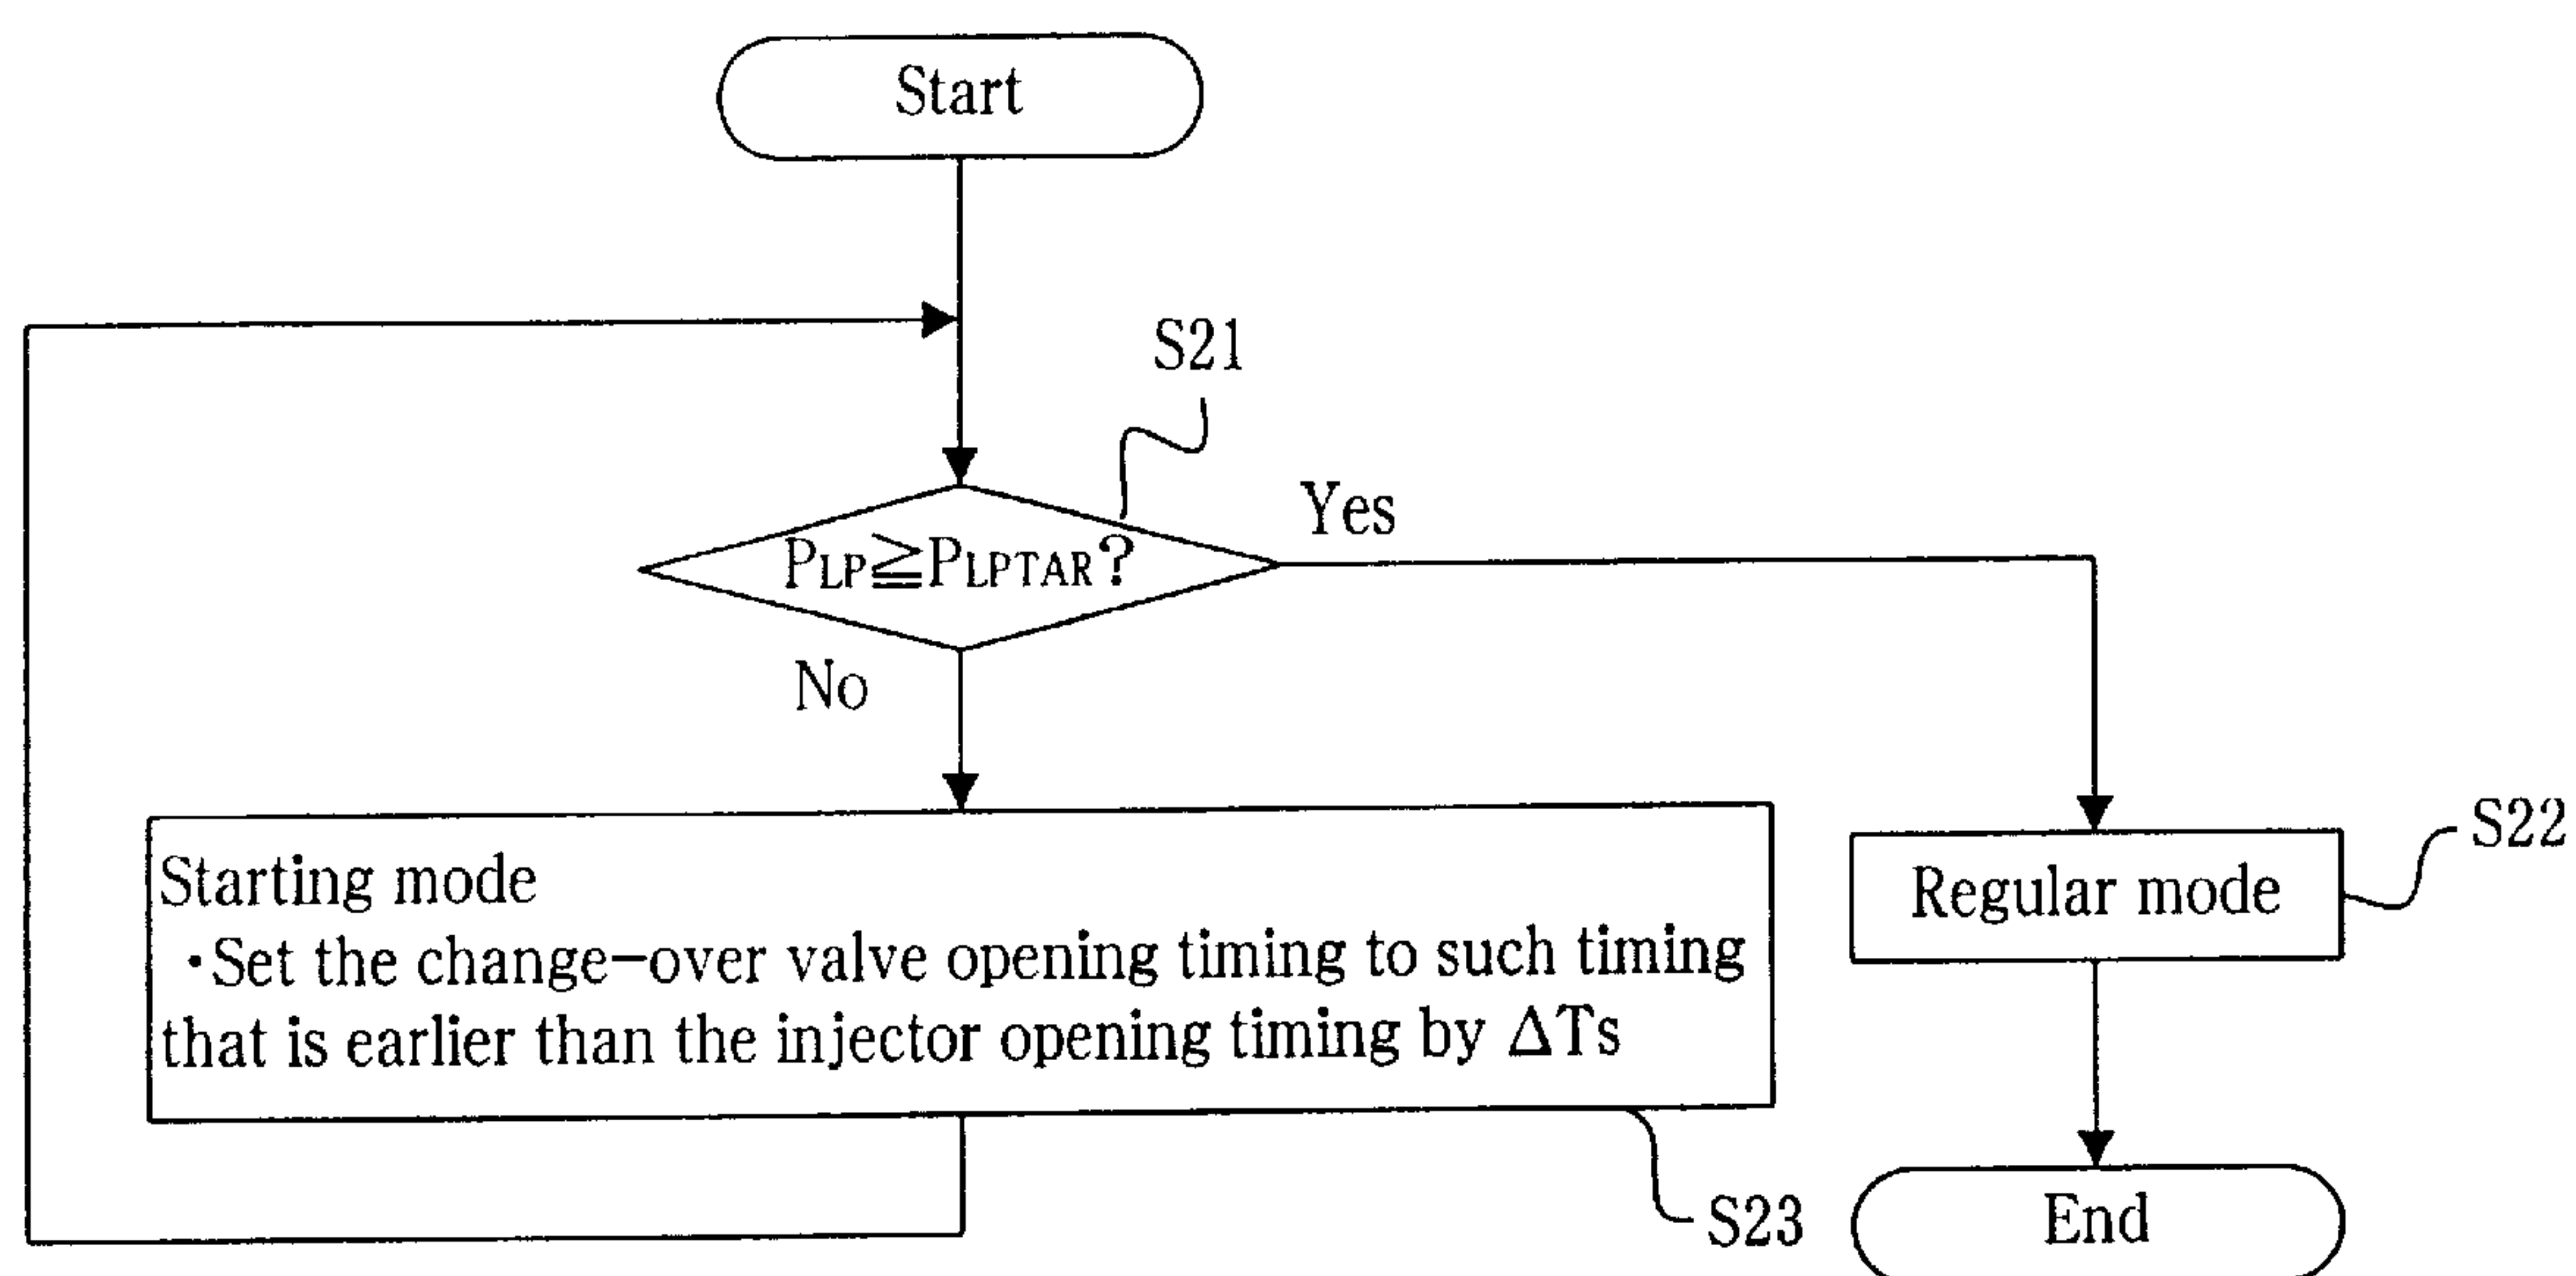 Start
S21
Yes
PLP≧PLPTAR?
No
Starting mode
・Set the change-over valve opening timing to such timing
that is earlier than the injector opening timing by ΔTs
Regular mode
S22
S23
End